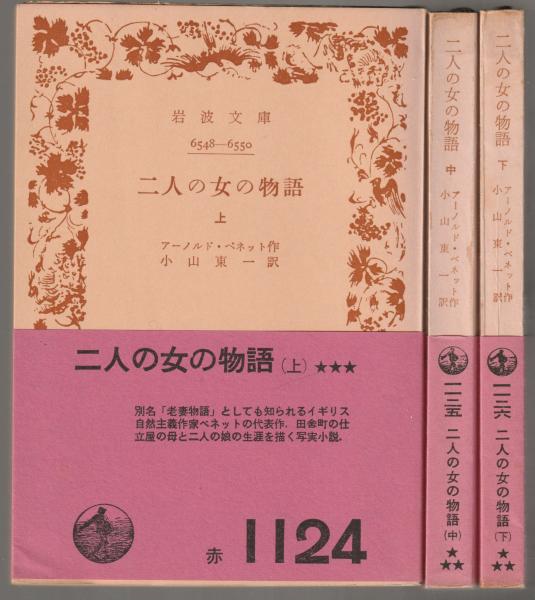 岩波文庫
6548—6550
二人の女の物語
上
アーノルド・ベネット作
小山東一訳
二人の女の物語(上)★★★
別名「老妻物語」としても知られるイギリス
自然主義作家ベネットの代表作．田舎町の仕
立屋の母と二人の娘の生涯を描く写実小説．
赤 1124
二人の女の物語 中
アーノルド・ベネット作
小山東一訳
一一二五 二人の女の物語(中)★★★
二人の女の物語 下
アーノルド・ベネット作
小山東一訳
一一二六 二人の女の物語(下)★★★